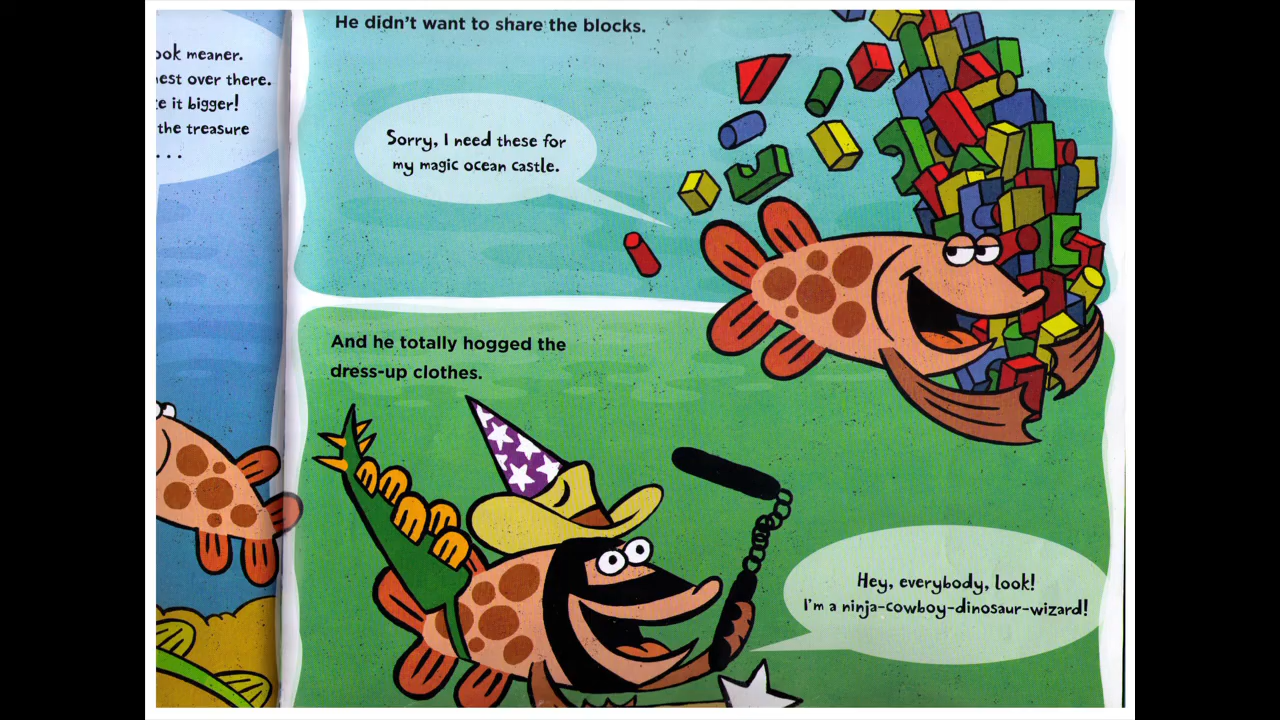 ook meaner.
est over there.
e it bigger!
the treasure
. . .
He didn't want to share the blocks.
Sorry, I need these for
my magic ocean castle.
And he totally hogged the
dress-up clothes.
Hey, everybody, look!
I'm a ninja-cowboy-dinosaur-wizard!